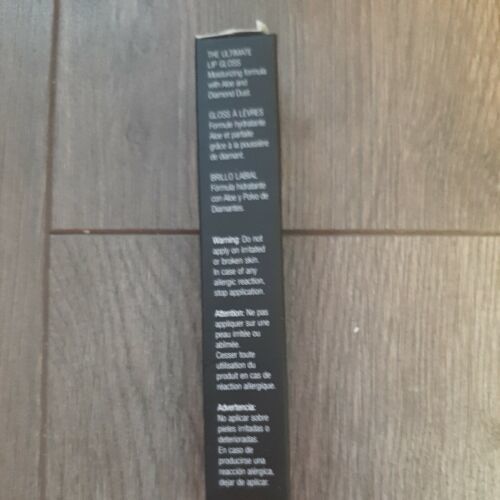 THE ULTIMATE
LIP GLOSS
Moisturizing formula
with Aloe and
Diamond Dust.
GLOSS À LÈVRES
Formule hydratante
Aloe et parfaite
grâce à la poussière
de diamant.
BRILLO LABIAL
Fórmula hidratante
con Aloe y Polvo de
Diamantes.
Warning: Do not
apply on irritated
or broken skin.
In case of any
allergic reaction,
stop application.
Attention: Ne pas
appliquer sur une
peau irritée ou
abîmée.
Cesser toute
utilisation du
produit en cas de
réaction allergique.
Advertencia:
No aplicar sobre
pieles irritadas o
deterioradas.
En caso de
producirse una
reacción alérgica,
dejar de aplicar.